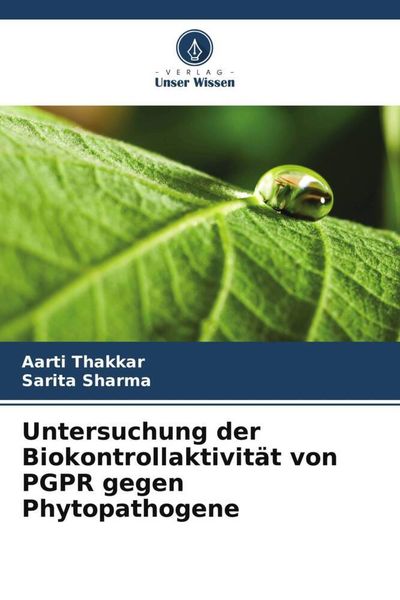 - VERLAG -
Unser Wissen
Aarti Thakkar
Sarita Sharma
Untersuchung der
Biokontrollaktivität von
PGPR gegen
Phytopathogene